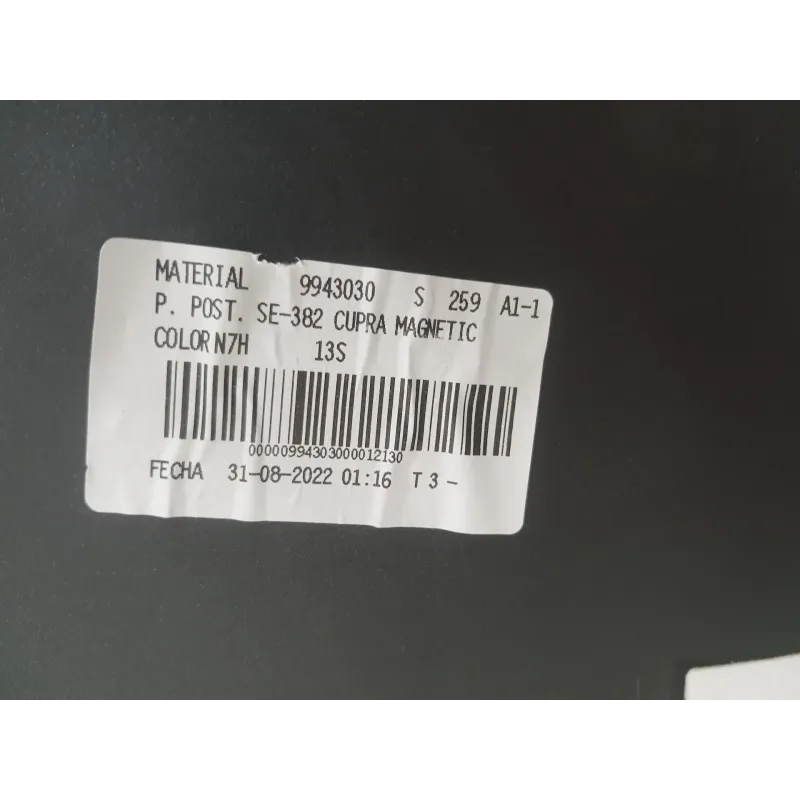 MATERIAL 9943030 S 259 A1-1
P. POST. SE-382 CUPRA MAGNETIC
COLOR N7H 13S
00000994303000012130
FECHA 31-08-2022 01:16 T 3 -